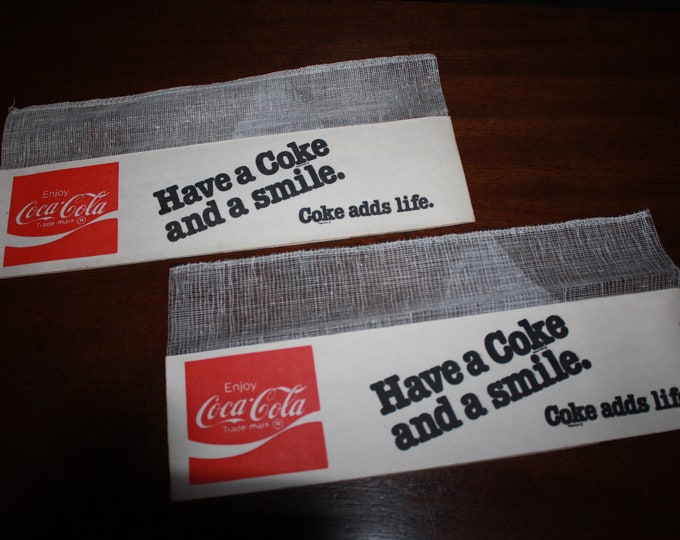 Enjoy
Coca-Cola
Trade mark ®
Have a Coke
and a smile.
Coke adds life.
Enjoy
Coca-Cola
Trade mark ®
Have a Coke
and a smile.
Coke adds lif